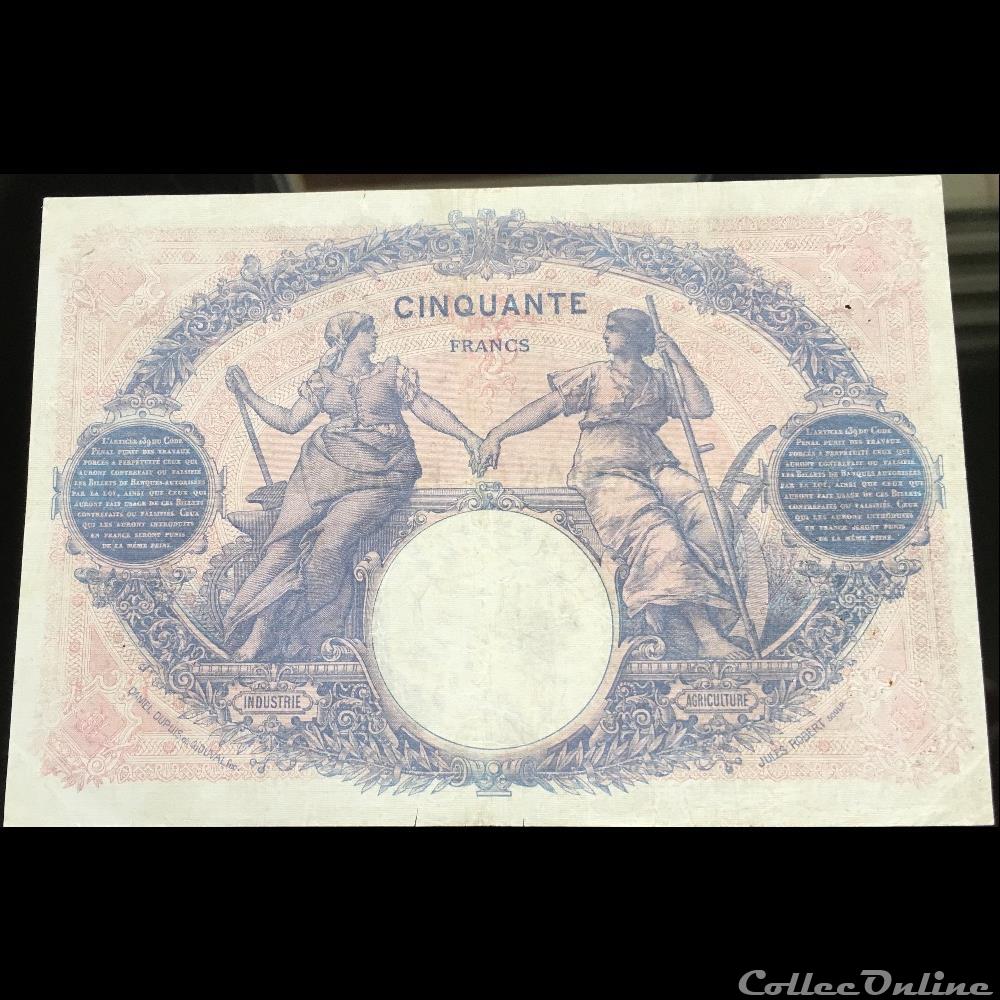 CINQUANTE
FRANCS
L'ARTICLE 139 DU CODE
PÉNAL PUNIT DES TRAVAUX
FORCÉS À PERPÉTUITÉ CEUX QUI
AURONT CONTREFAIT OU FALSIFIÉ
LES BILLETS DE BANQUES AUTORISÉES
PAR LA LOI, AINSI QUE CEUX QUI
AURONT FAIT USAGE DE CES BILLETS
CONTREFAITS OU FALSIFIÉS. CEUX
QUI LES AURONT INTRODUITS
EN FRANCE SERONT PUNIS
DE LA MÊME PEINE.
L'ARTICLE 139 DU CODE
PÉNAL PUNIT DES TRAVAUX
FORCÉS À PERPÉTUITÉ CEUX QUI
AURONT CONTREFAIT OU FALSIFIÉ
LES BILLETS DE BANQUES AUTORISÉES
PAR LA LOI, AINSI QUE CEUX QUI
AURONT FAIT USAGE DE CES BILLETS
CONTREFAITS OU FALSIFIÉS. CEUX
QUI LES AURONT INTRODUITS
EN FRANCE SERONT PUNIS
DE LA MÊME PEINE.
INDUSTRIE
AGRICULTURE
DANIEL DUPUIS et G. DUVAL
JULES ROBERT
CollecOnline